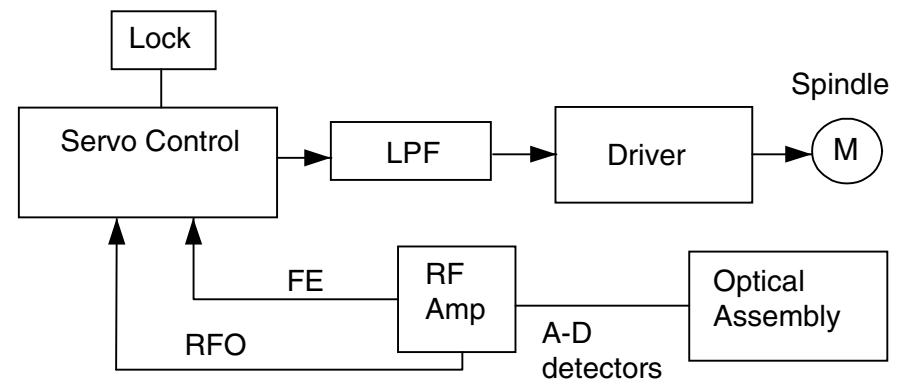 Lock
Spindle
Servo Control
LPF
Driver
M
FE
RF
Amp
Optical
Assembly
RFO
A-D
detectors